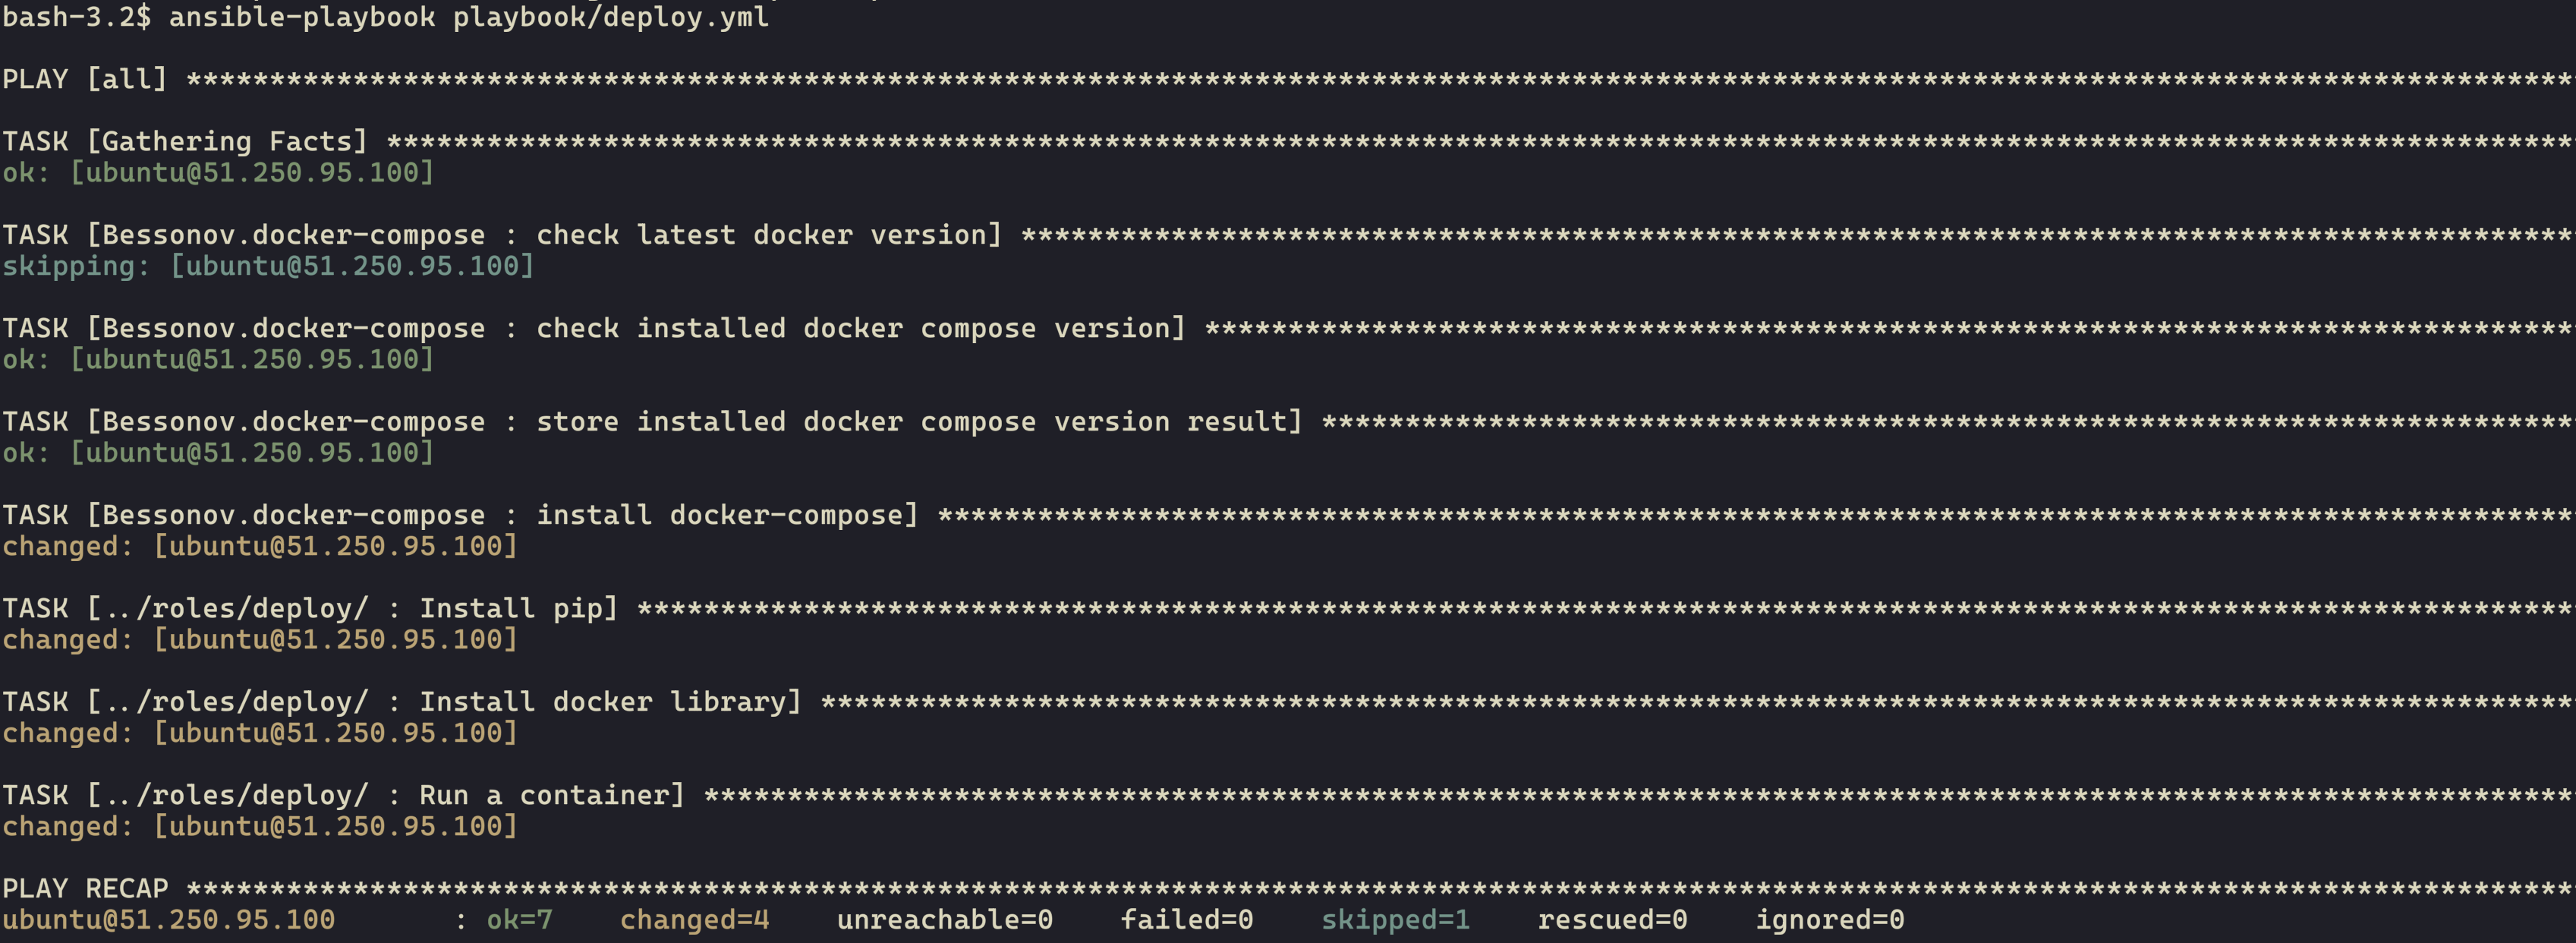 bash-3.2$ ansible-playbook playbook/deploy.yml
PLAY [all] ****************************************************************************************************************************************************
TASK [Gathering Facts] ****************************************************************************************************************************************
ok: [ubuntu@51.250.95.100]
TASK [Bessonov.docker-compose : check latest docker version] **********************************************************************************************
skipping: [ubuntu@51.250.95.100]
TASK [Bessonov.docker-compose : check installed docker compose version] ***********************************************************************************
ok: [ubuntu@51.250.95.100]
TASK [Bessonov.docker-compose : store installed docker compose version result] ****************************************************************************
ok: [ubuntu@51.250.95.100]
TASK [Bessonov.docker-compose : install docker-compose] ***************************************************************************************************
changed: [ubuntu@51.250.95.100]
TASK [../roles/deploy/ : Install pip] *********************************************************************************************************************
changed: [ubuntu@51.250.95.100]
TASK [../roles/deploy/ : Install docker library] **********************************************************************************************************
changed: [ubuntu@51.250.95.100]
TASK [../roles/deploy/ : Run a container] *****************************************************************************************************************
changed: [ubuntu@51.250.95.100]
PLAY RECAP ************************************************************************************************************************************************
ubuntu@51.250.95.100 : ok=7 changed=4 unreachable=0 failed=0 skipped=1 rescued=0 ignored=0